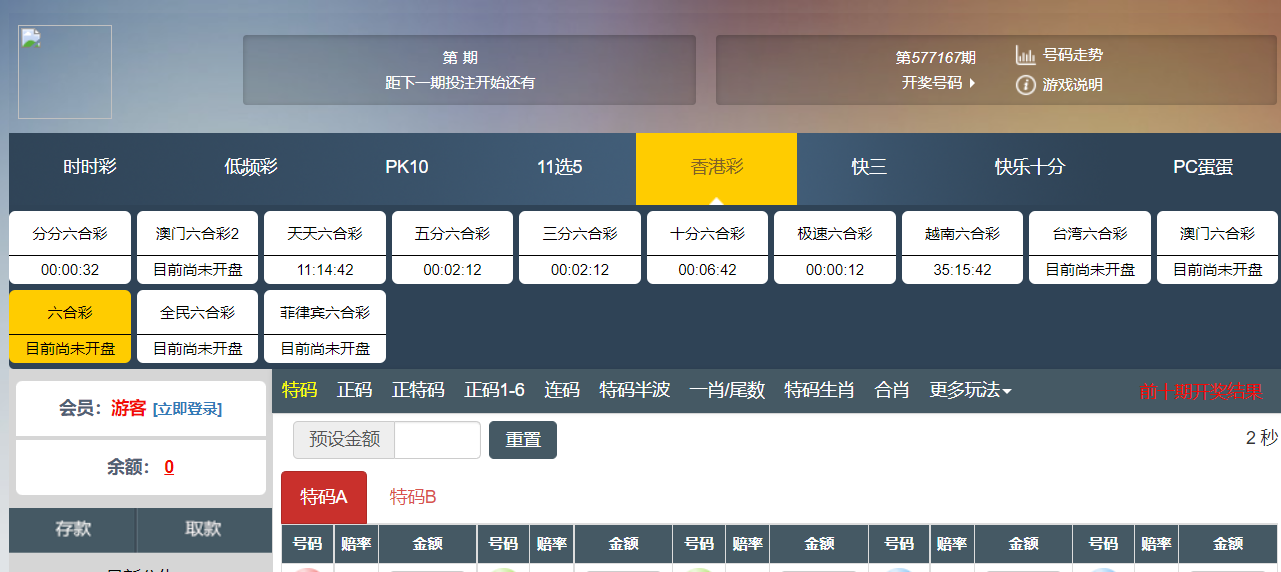 第 期
距下一期投注开始还有
第577167期
开奖号码
号码走势
游戏说明
时时彩 低频彩 PK10 11选5 香港彩 快三 快乐十分 PC蛋蛋
分分六合彩 澳门六合彩2 天天六合彩 五分六合彩 三分六合彩 十分六合彩 极速六合彩 越南六合彩 台湾六合彩 澳门六合彩
00:00:32 目前尚未开盘 11:14:42 00:02:12 00:02:12 00:06:42 00:00:12 35:15:42 目前尚未开盘 目前尚未开盘
六合彩 全民六合彩 菲律宾六合彩
目前尚未开盘 目前尚未开盘 目前尚未开盘
会员：游客 [立即登录]
余额： 0
存款 取款
特码 正码 正特码 正码1-6 连码 特码半波 一肖/尾数 特码生肖 合肖 更多玩法 前十期开奖结果
预设金额 重置 2 秒
特码A 特码B
号码 赔率 金额 号码 赔率 金额 号码 赔率 金额 号码 赔率 金额 号码 赔率 金额